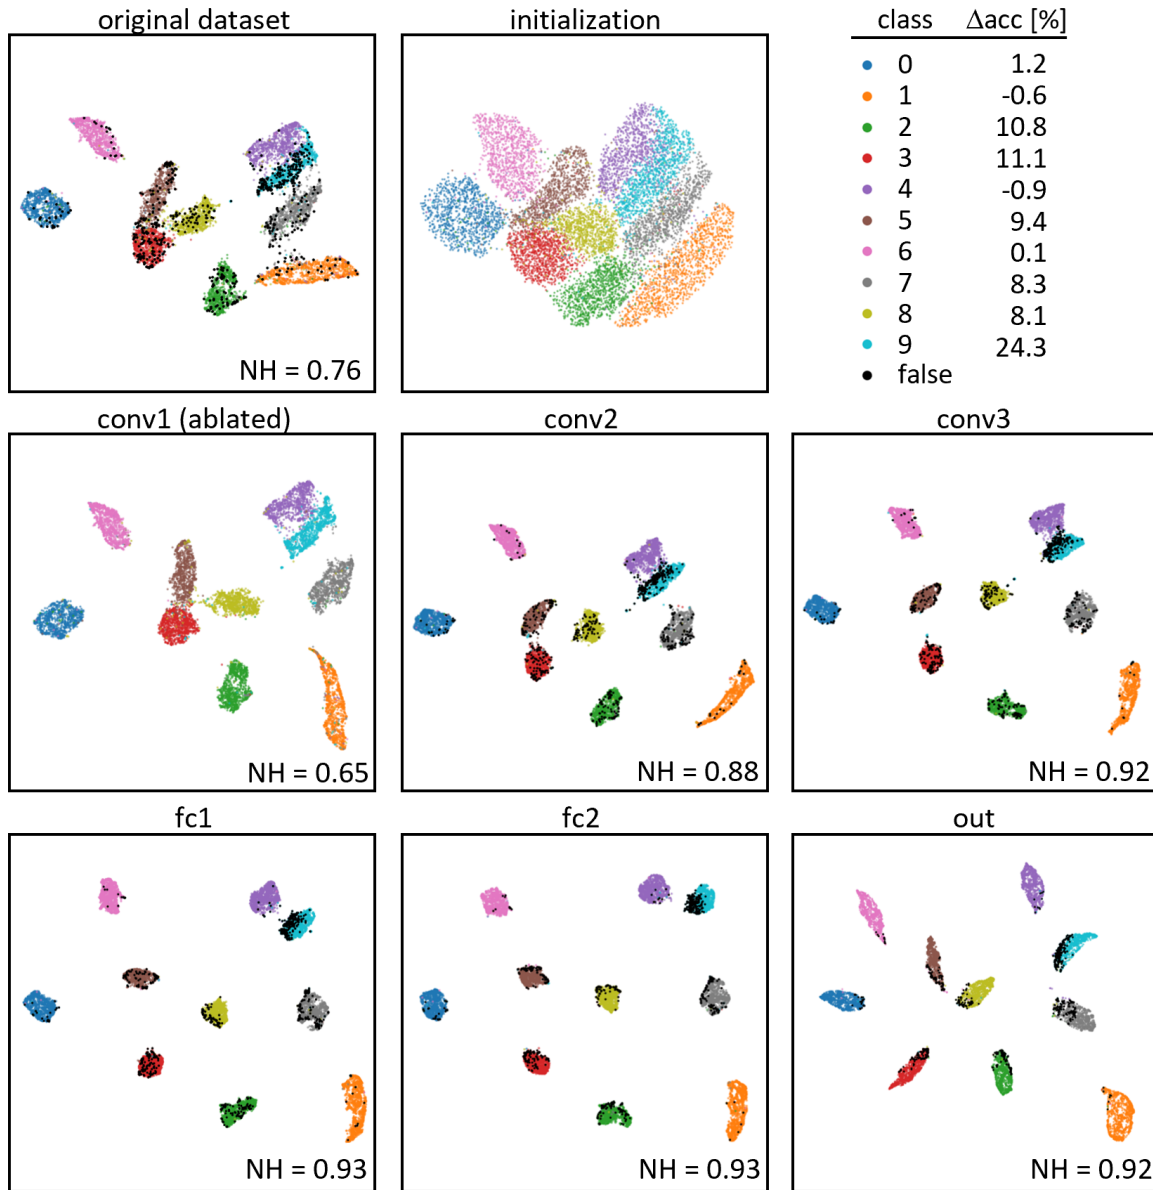 original dataset
initialization
class Δacc [%]
0 1.2
1 -0.6
2 10.8
3 11.1
4 -0.9
5 9.4
6 0.1
7 8.3
8 8.1
9 24.3
false
NH = 0.76
conv1 (ablated)
conv2
conv3
NH = 0.65
NH = 0.88
NH = 0.92
fc1
fc2
out
NH = 0.93
NH = 0.93
NH = 0.92